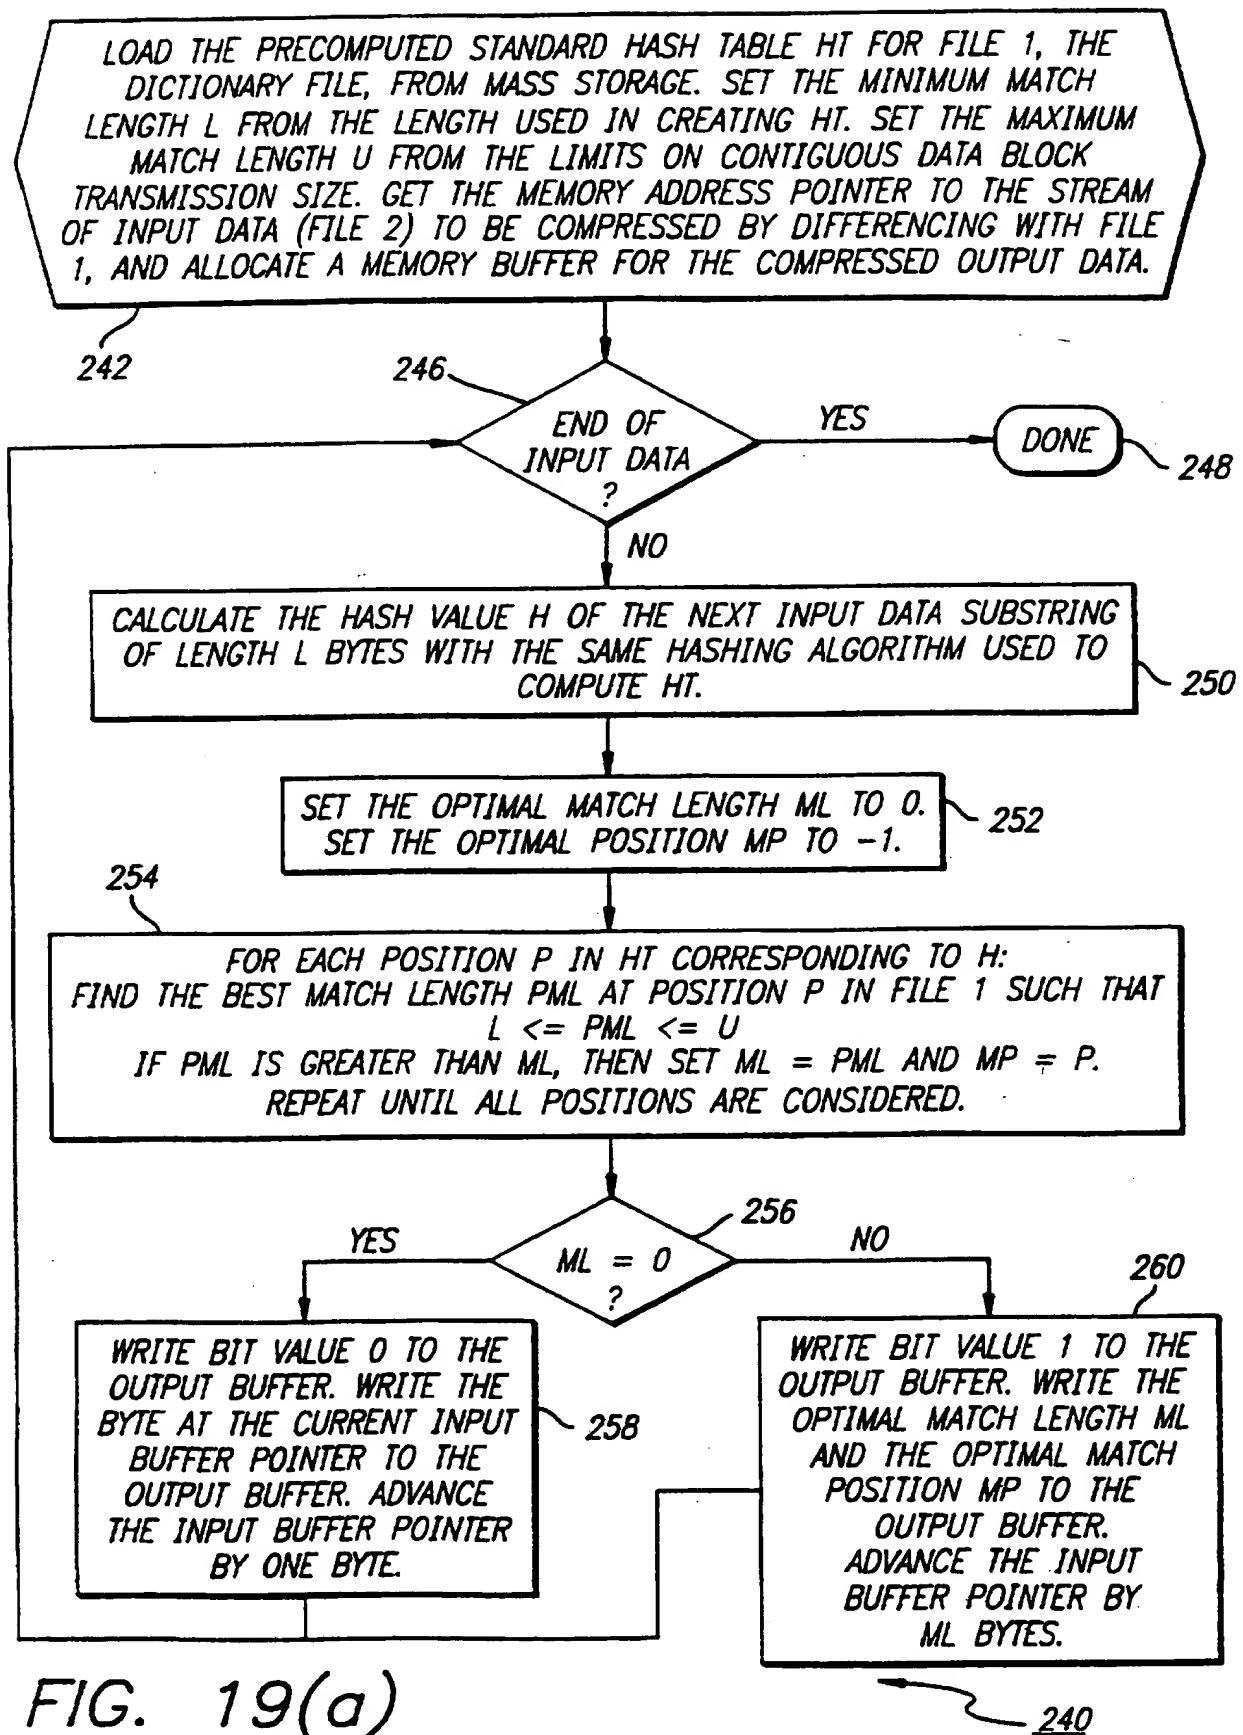 LOAD THE PRECOMPUTED STANDARD HASH TABLE HT FOR FILE 1, THE
DICTIONARY FILE, FROM MASS STORAGE. SET THE MINIMUM MATCH
LENGTH L FROM THE LENGTH USED IN CREATING HT. SET THE MAXIMUM
MATCH LENGTH U FROM THE LIMITS ON CONTIGUOUS DATA BLOCK
TRANSMISSION SIZE. GET THE MEMORY ADDRESS POINTER TO THE STREAM
OF INPUT DATA (FILE 2) TO BE COMPRESSED BY DIFFERENCING WITH FILE
1, AND ALLOCATE A MEMORY BUFFER FOR THE COMPRESSED OUTPUT DATA.
242
246
END OF
INPUT DATA
?
YES
DONE
248
NO
CALCULATE THE HASH VALUE H OF THE NEXT INPUT DATA SUBSTRING
OF LENGTH L BYTES WITH THE SAME HASHING ALGORITHM USED TO
COMPUTE HT.
250
SET THE OPTIMAL MATCH LENGTH ML TO 0.
SET THE OPTIMAL POSITION MP TO -1.
252
254
FOR EACH POSITION P IN HT CORRESPONDING TO H:
FIND THE BEST MATCH LENGTH PML AT POSITION P IN FILE 1 SUCH THAT
L <= PML <= U
IF PML IS GREATER THAN ML, THEN SET ML = PML AND MP = P.
REPEAT UNTIL ALL POSITIONS ARE CONSIDERED.
256
YES
ML = 0
?
NO
260
WRITE BIT VALUE 0 TO THE
OUTPUT BUFFER. WRITE THE
BYTE AT THE CURRENT INPUT
BUFFER POINTER TO THE
OUTPUT BUFFER. ADVANCE
THE INPUT BUFFER POINTER
BY ONE BYTE.
258
WRITE BIT VALUE 1 TO THE
OUTPUT BUFFER. WRITE THE
OPTIMAL MATCH LENGTH ML
AND THE OPTIMAL MATCH
POSITION MP TO THE
OUTPUT BUFFER.
ADVANCE THE INPUT
BUFFER POINTER BY
ML BYTES.
FIG. 19(a)
240